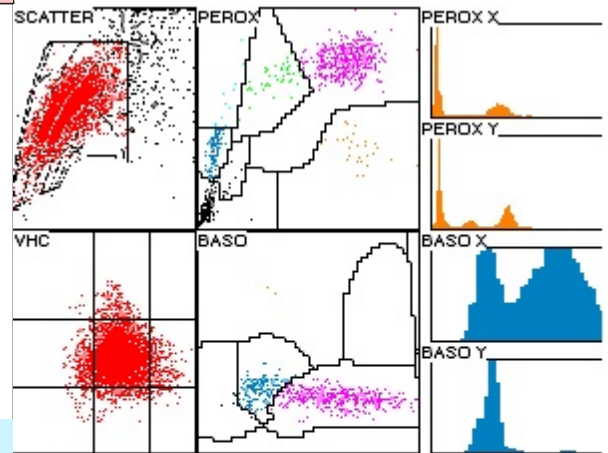 SCATTER
PEROX
PEROX X
PEROX Y
VHC
BASO
BASO X
BASO Y